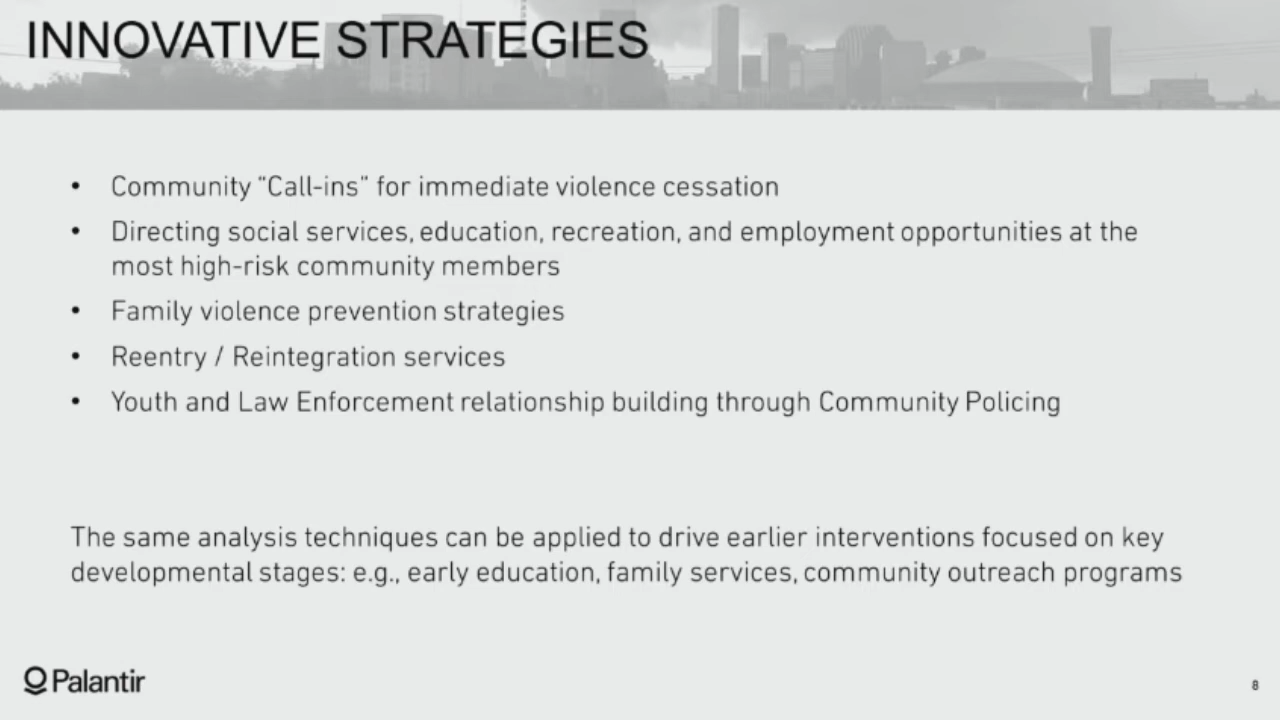 INNOVATIVE STRATEGIES
• Community “Call-ins” for immediate violence cessation
• Directing social services, education, recreation, and employment opportunities at the
most high-risk community members
• Family violence prevention strategies
• Reentry / Reintegration services
• Youth and Law Enforcement relationship building through Community Policing
The same analysis techniques can be applied to drive earlier interventions focused on key
developmental stages: e.g., early education, family services, community outreach programs
Palantir
8